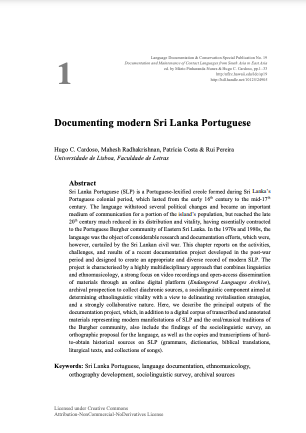 1
Language Documentation & Conservation Special Publication No. 19
Documentation and Maintenance of Contact Languages from South Asia to East Asia
ed. by Mário Pinharanda-Nunes & Hugo C. Cardoso, pp.1-33
http://nflrc.hawaii.edu/ldc/sp19
Documenting modern Sri Lanka Portuguese
Hugo C. Cardoso, Mahesh Radhakrishnan, Patrícia Costa & Rui Pereira
Universidade de Lisboa, Faculdade de Letras
Abstract
Sri Lanka Portuguese (SLP) is a Portuguese-lexified creole formed during Sri Lanka's
Portuguese colonial period, which lasted from the early 16th century to the mid-17th
century. The language withstood several political changes and became an important
medium of communication for a portion of the island's population, but reached the late
20th century much reduced in its distribution and vitality, having essentially contracted
to the Portuguese Burgher community of Eastern Sri Lanka. In the 1970s and 1980s, the
language was the object of considerable research and documentation efforts, which were,
however, curtailed by the Sri Lankan civil war. This chapter reports on the activities,
challenges, and results of a recent documentation project developed in the post-war
period and designed to create an appropriate and diverse record of modern SLP. The
project is characterised by a highly multidisciplinary approach that combines linguistics
and ethnomusicology, a strong focus on video recordings and open-access dissemination
of materials through an online digital platform (Endangered Languages Archive),
archival prospection to collect diachronic sources, a sociolinguistic component aimed at
determining ethnolinguistic vitality with a view to delineating revitalization strategies,
and a strongly collaborative nature. Here, we describe the principal outputs of the
documentation project, which, in addition to a digital corpus of transcribed and annotated
materials representing modern manifestations of SLP and the oral/musical traditions of
the Burgher community, also include the findings of the sociolinguistic survey, an
orthographic proposal for the language, as well as the copies and transcriptions of hard-
to-obtain historical sources on SLP (grammars, dictionaries, biblical translations,
liturgical texts, and collections of songs).
Keywords: Sri Lanka Portuguese, language documentation, ethnomusicology,
orthography development, sociolinguistic survey, archival sources
Licensed under Creative Commons
Attribution-NonCommercial-NoDerivatives License